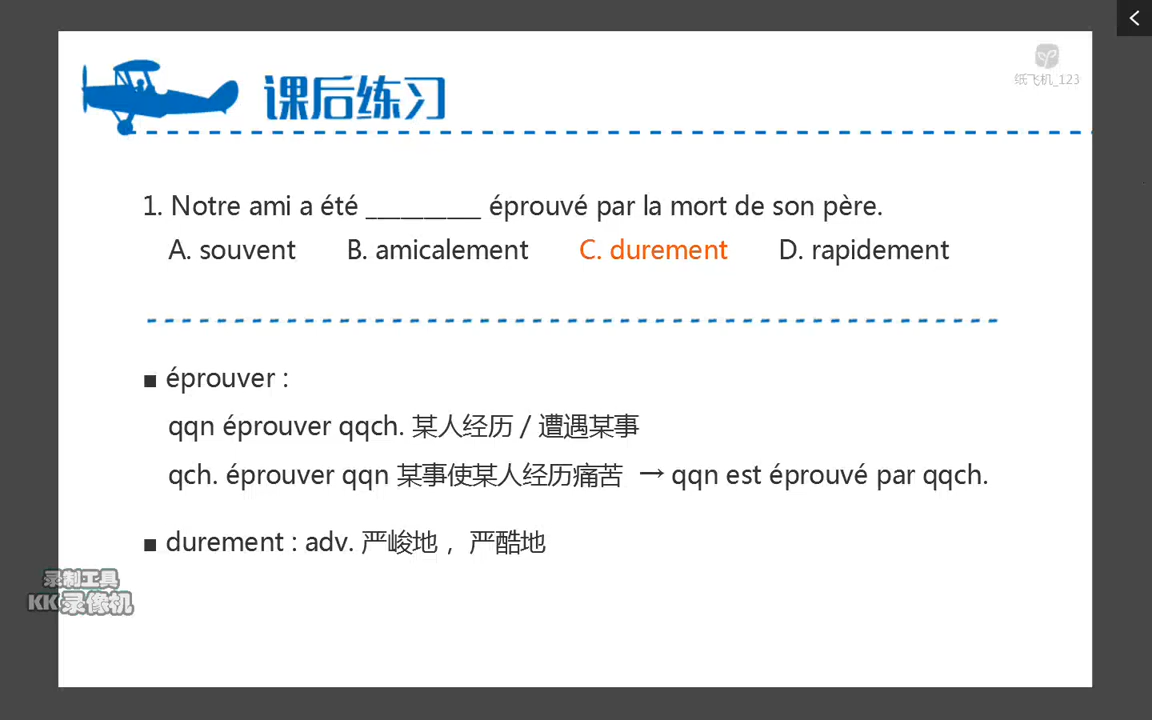 课后练习
纸飞机_123
1. Notre ami a été __________ éprouvé par la mort de son père.
A. souvent B. amicalement C. durement D. rapidement
■ éprouver :
qqn éprouver qqch. 某人经历 / 遭遇某事
qch. éprouver qqn 某事使某人经历痛苦 → qqn est éprouvé par qqch.
■ durement : adv. 严峻地， 严酷地
录制工具
KK录像机